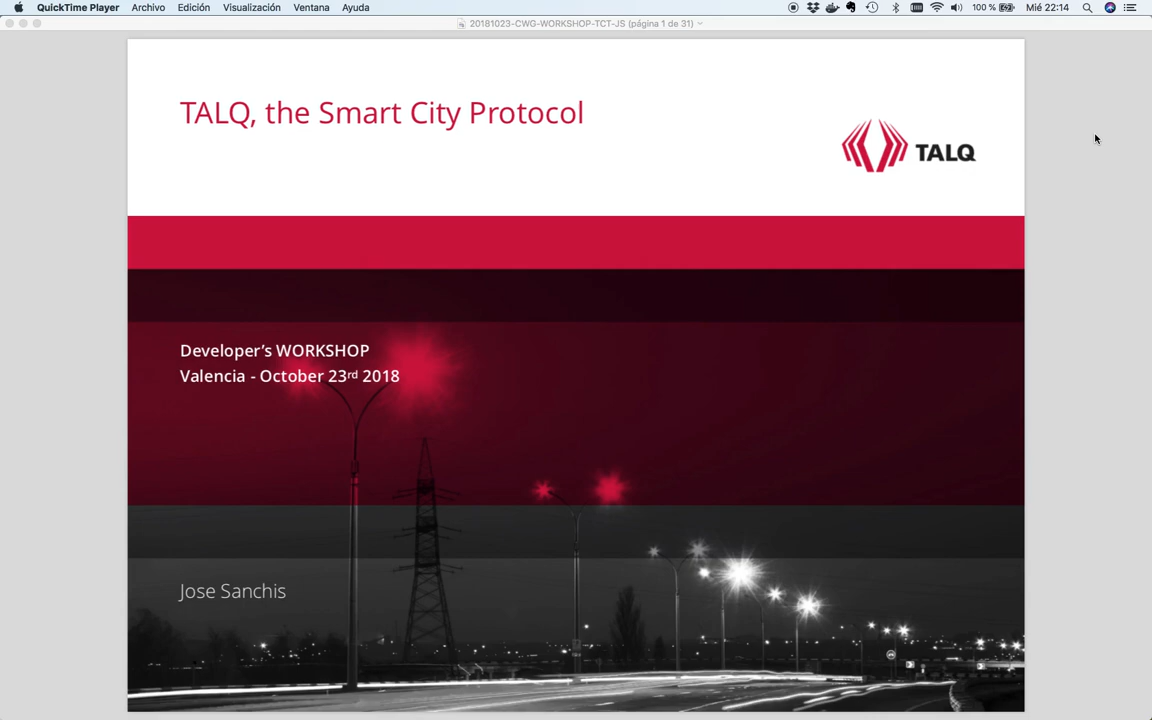 QuickTime Player Archivo Edición Visualización Ventana Ayuda 100 % Mié 22:14
20181023-CWG-WORKSHOP-TCT-JS (página 1 de 31)
TALQ, the Smart City Protocol
TALQ
Developer’s WORKSHOP
Valencia - October 23rd 2018
Jose Sanchis